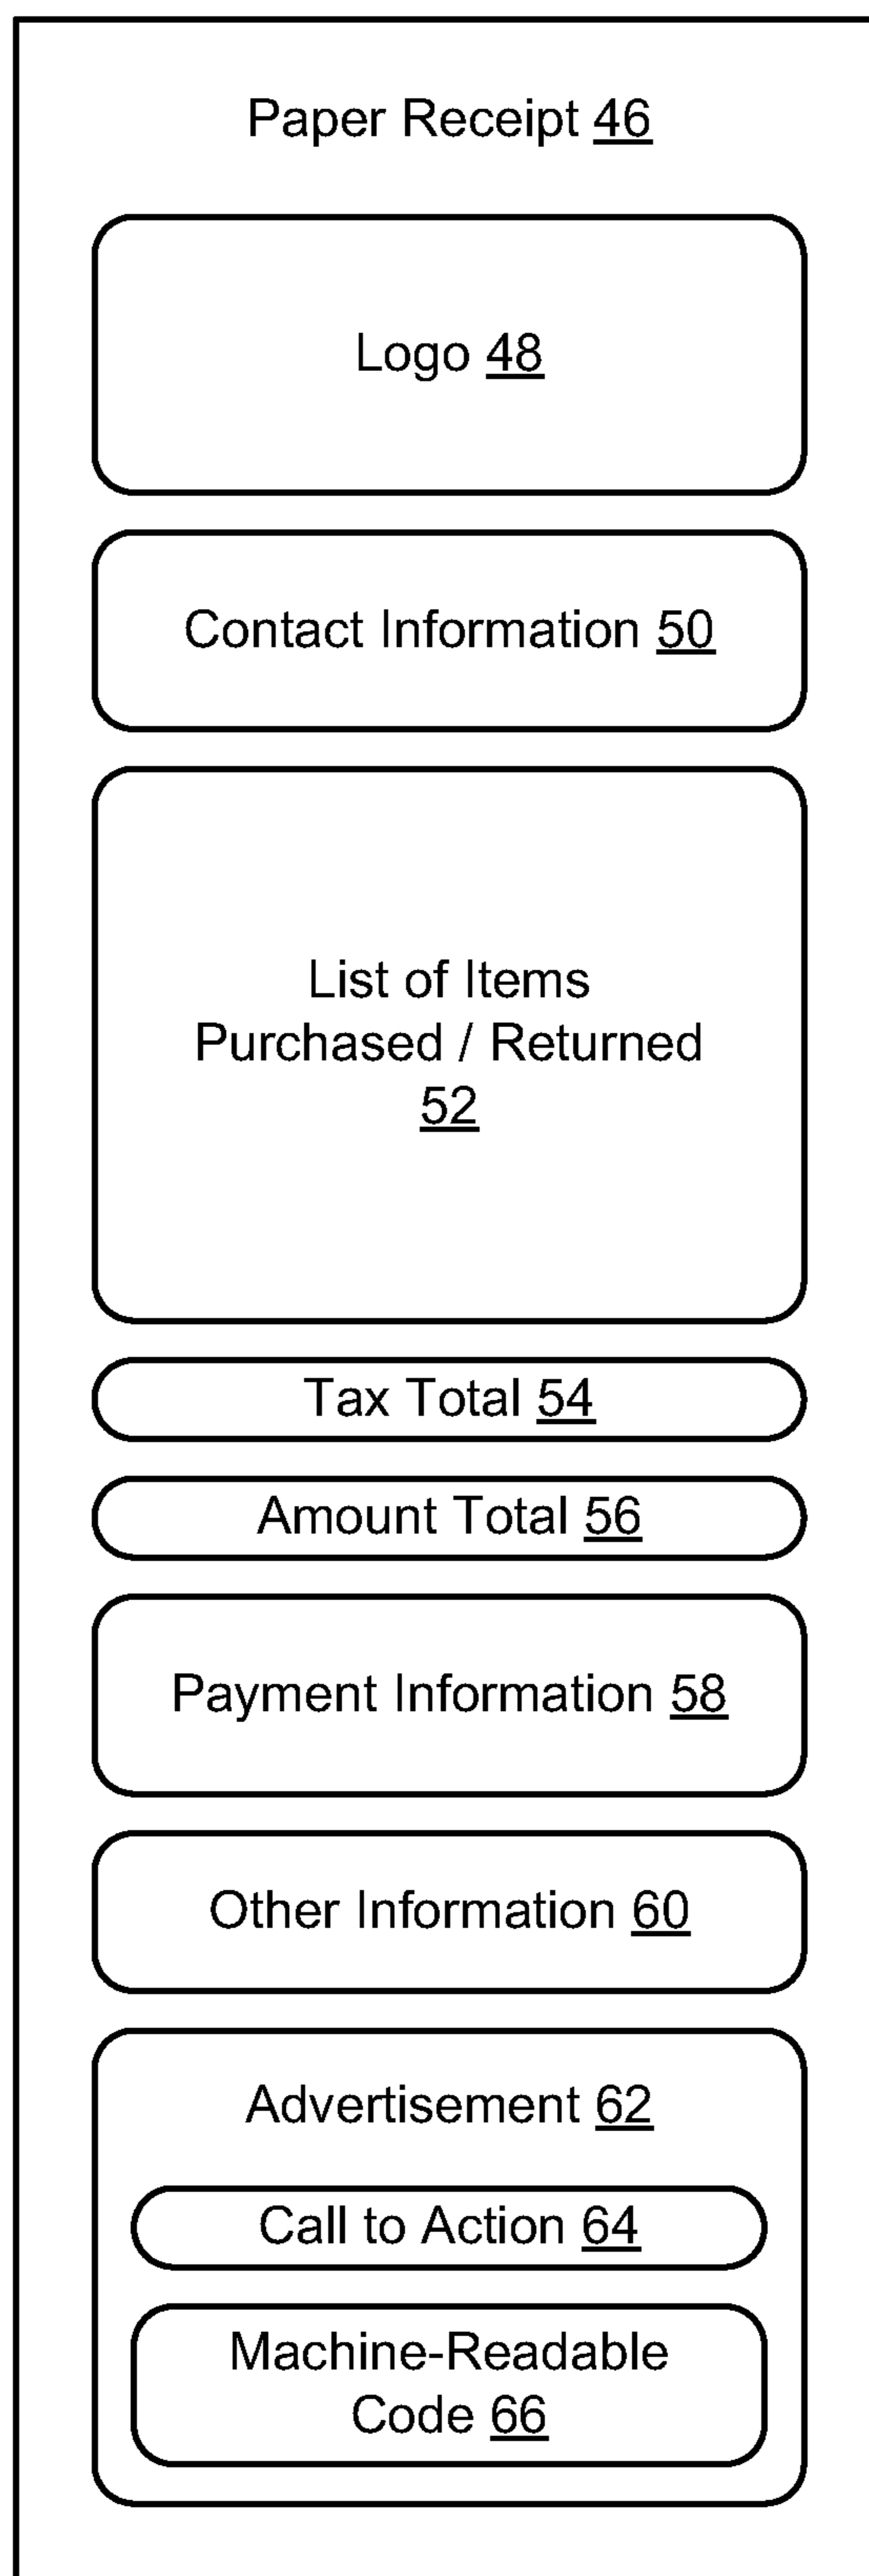 Paper Receipt 46
Logo 48
Contact Information 50
List of Items
Purchased / Returned
52
Tax Total 54
Amount Total 56
Payment Information 58
Other Information 60
Advertisement 62
Call to Action 64
Machine-Readable
Code 66